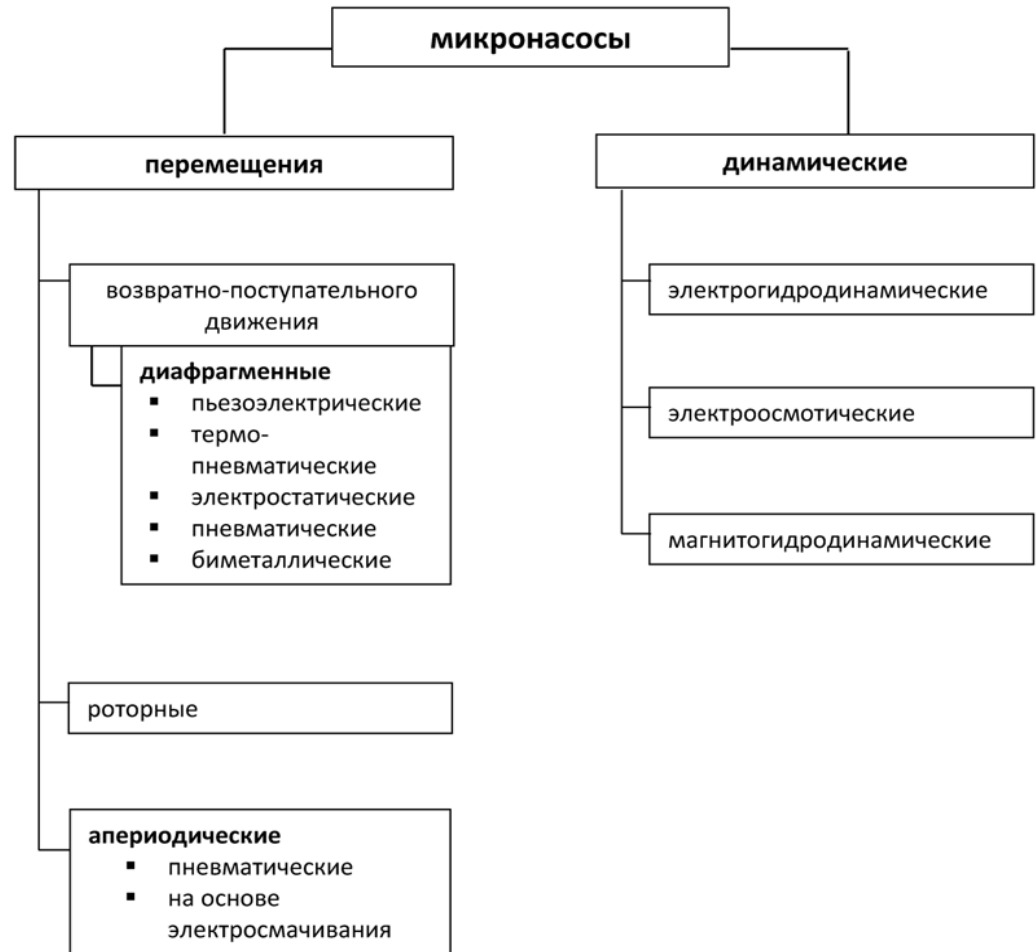 микронасосы
перемещения
возвратно-поступательного
движения
диафрагменные
▪ пьезоэлектрические
▪ термо-
пневматические
▪ электростатические
▪ пневматические
▪ биметаллические
роторные
апериодические
▪ пневматические
▪ на основе
электросмачивания
динамические
электрогидродинамические
электроосмотические
магнитогидродинамические